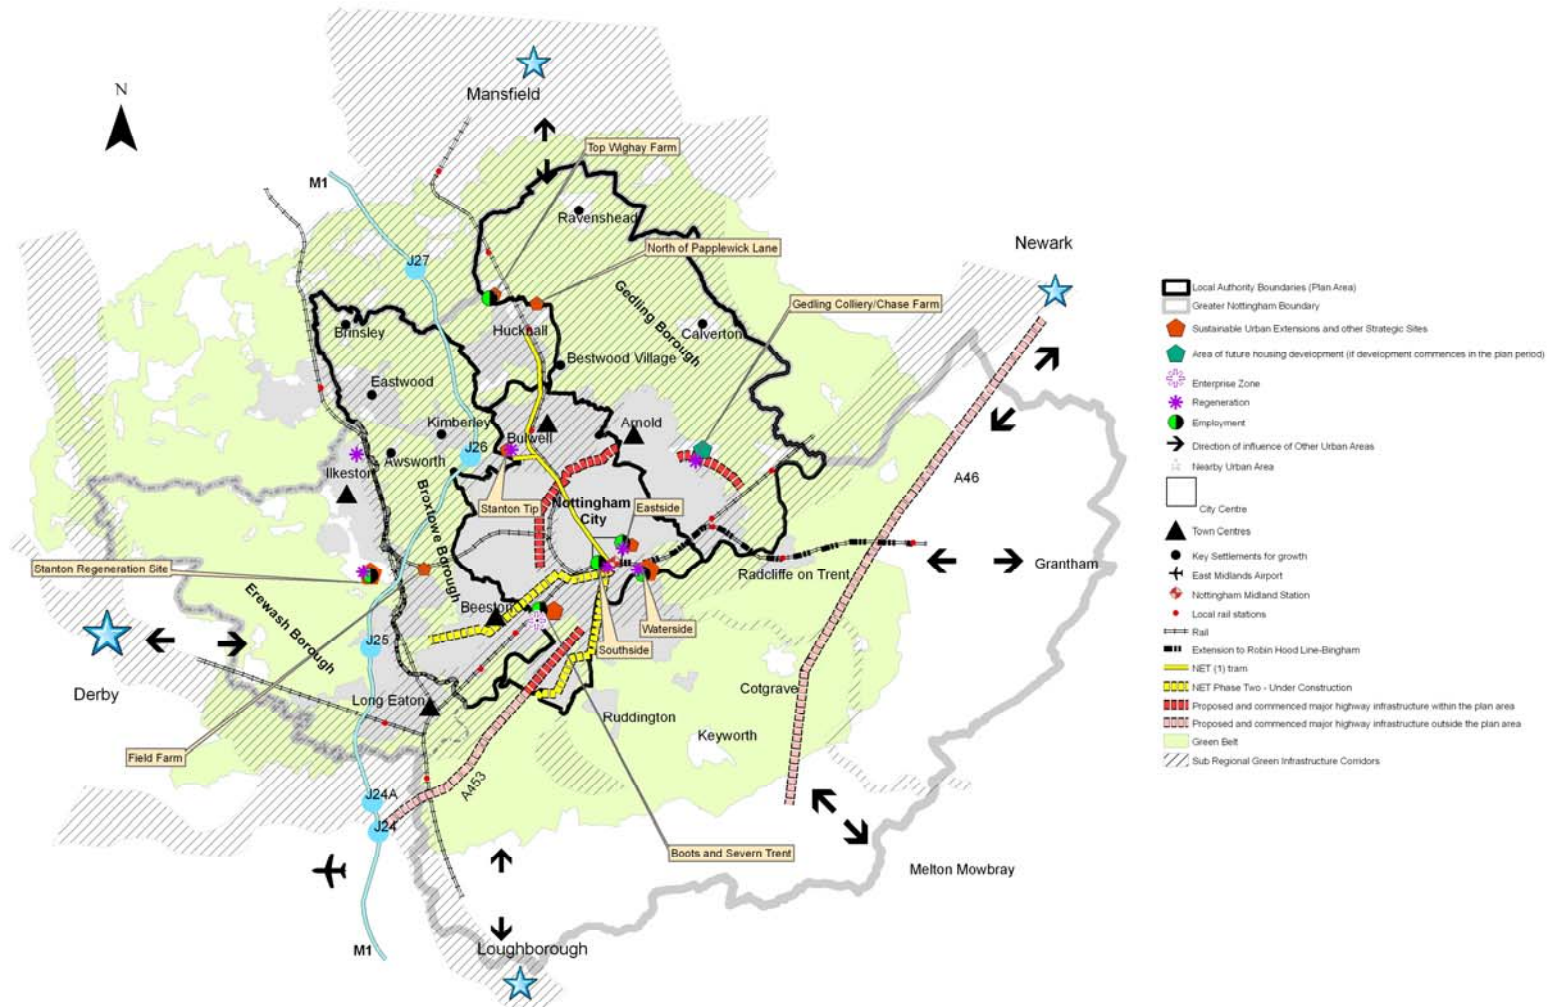 N
Mansfield
Top Wighay Farm
M1
Ravenshead
North of Papplewick Lane
Newark
J27
Gedling Borough
Gedling Colliery/Chase Farm
Brinsley
Hucknall
Calverton
Bestwood Village
Eastwood
Kimberley
Arnold
Bulwell
J26
Awsworth
Ilkeston
A46
Broxtowe Borough
Stanton Tip
Nottingham
City
Eastside
Stanton Regeneration Site
Radcliffe on Trent
Grantham
Erewash Borough
Beeston
Waterside
J25
Southside
Derby
Long Eaton
Cotgrave
Ruddington
Keyworth
Field Farm
A453
J24A
J24
Boots and Severn Trent
Melton Mowbray
M1
Loughborough
Local Authority Boundaries (Plan Area)
Greater Nottingham Boundary
Sustainable Urban Extensions and other Strategic Sites
Area of future housing development (if development commences in the plan period)
Enterprise Zone
Regeneration
Employment
Direction of influence of Other Urban Areas
Nearby Urban Area
City Centre
Town Centres
Key Settlements for growth
East Midlands Airport
Nottingham Midland Station
Local rail stations
Rail
Extension to Robin Hood Line-Bingham
NET (1) tram
NET Phase Two - Under Construction
Proposed and commenced major highway infrastructure within the plan area
Proposed and commenced major highway infrastructure outside the plan area
Green Belt
Sub Regional Green Infrastructure Corridors